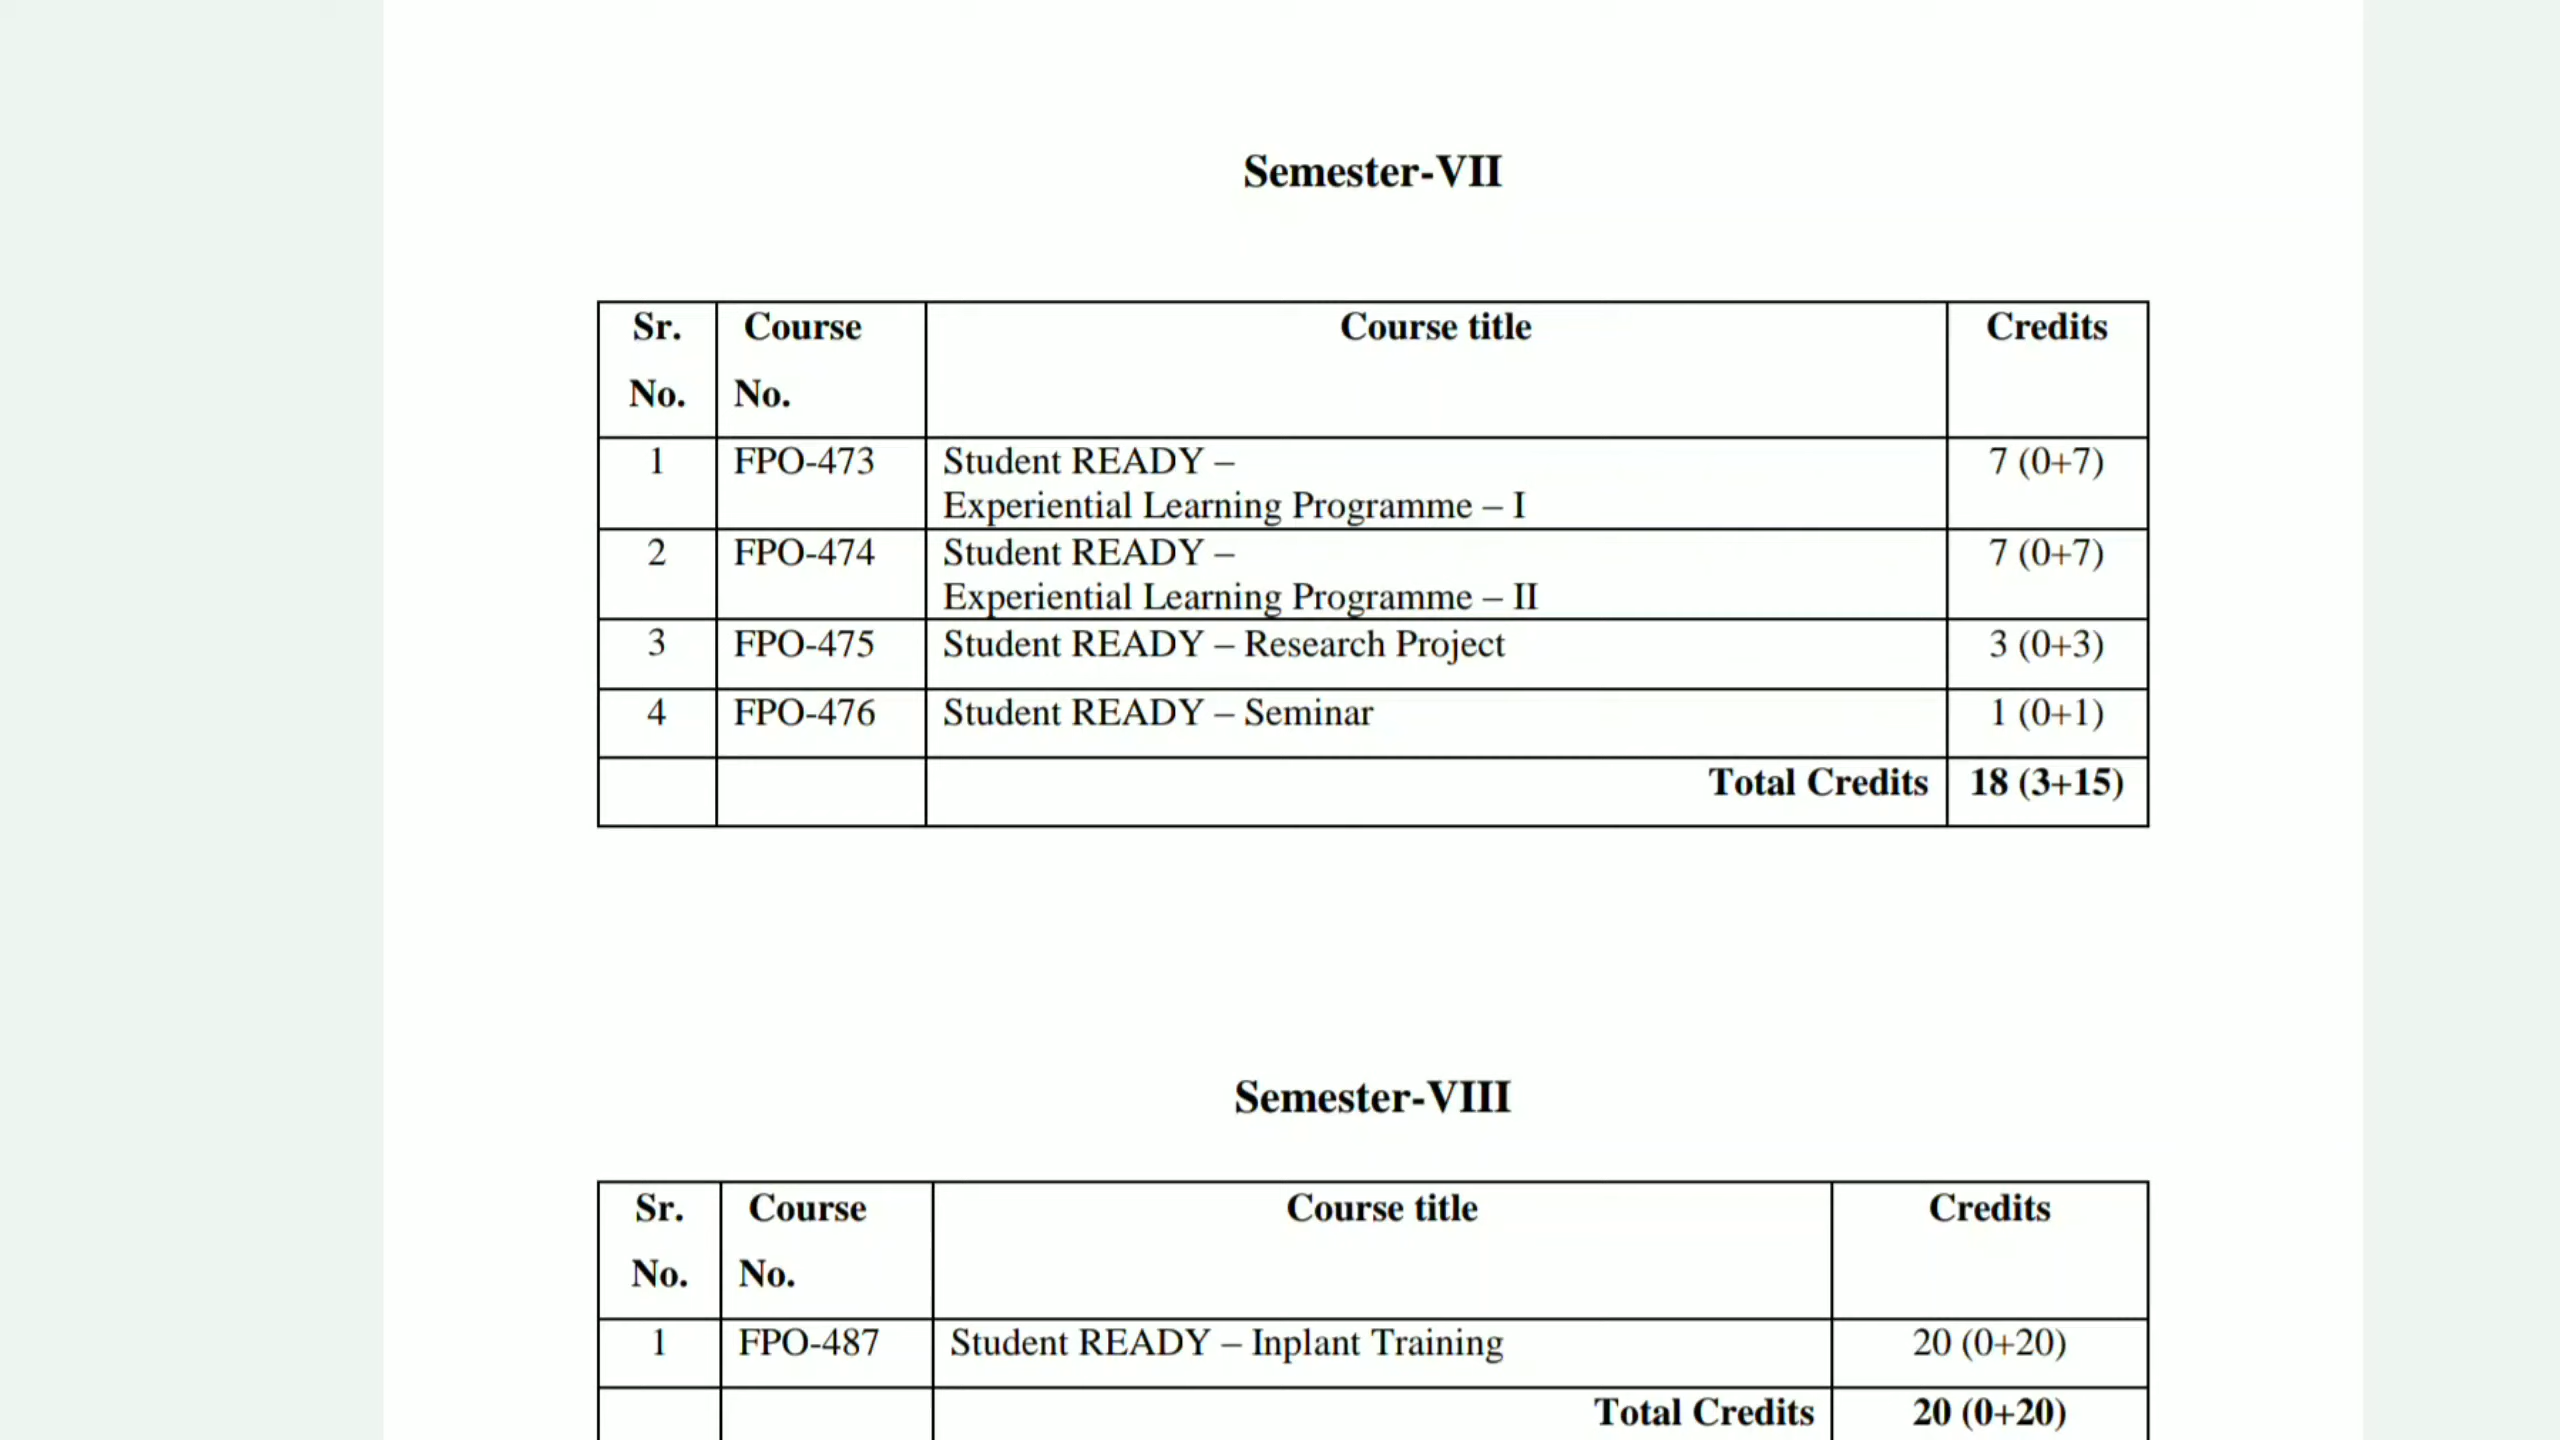 Semester-VII
Sr. No. Course No. Course title Credits
1 FPO-473 Student READY –
Experiential Learning Programme – I 7 (0+7)
2 FPO-474 Student READY –
Experiential Learning Programme – II 7 (0+7)
3 FPO-475 Student READY – Research Project 3 (0+3)
4 FPO-476 Student READY – Seminar 1 (0+1)
Total Credits 18 (3+15)
Semester-VIII
Sr. No. Course No. Course title Credits
1 FPO-487 Student READY – Inplant Training 20 (0+20)
Total Credits 20 (0+20)